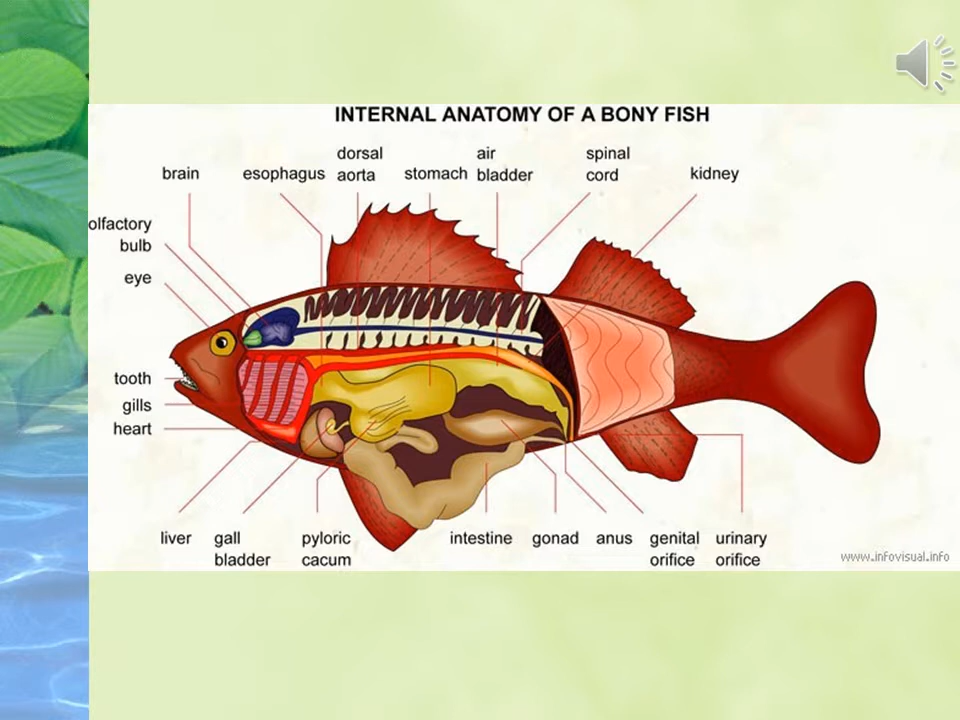 INTERNAL ANATOMY OF A BONY FISH
brain
esophagus
dorsal
aorta
stomach
air
bladder
spinal
cord
kidney
olfactory
bulb
eye
tooth
gills
heart
liver
gall
bladder
pyloric
cacum
intestine
gonad
anus
genital
orifice
urinary
orifice
www.infovisual.info